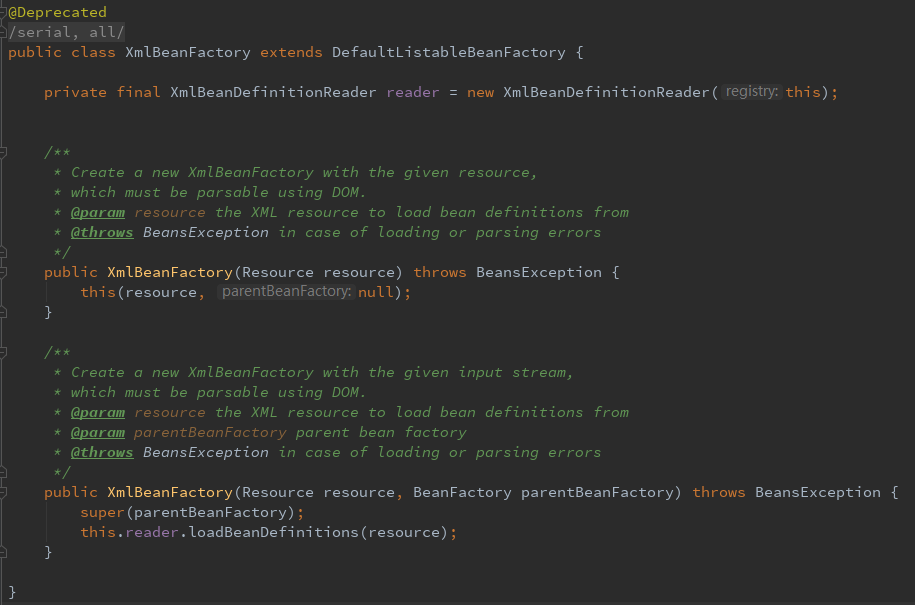 @Deprecated
/serial, all/
public class XmlBeanFactory extends DefaultListableBeanFactory {
private final XmlBeanDefinitionReader reader = new XmlBeanDefinitionReader( registry: this);
/**
* Create a new XmlBeanFactory with the given resource,
* which must be parsable using DOM.
* @param resource the XML resource to load bean definitions from
* @throws BeansException in case of loading or parsing errors
*/
public XmlBeanFactory(Resource resource) throws BeansException {
this(resource, parentBeanFactory: null);
}
/**
* Create a new XmlBeanFactory with the given input stream,
* which must be parsable using DOM.
* @param resource the XML resource to load bean definitions from
* @param parentBeanFactory parent bean factory
* @throws BeansException in case of loading or parsing errors
*/
public XmlBeanFactory(Resource resource, BeanFactory parentBeanFactory) throws BeansException {
super(parentBeanFactory);
this.reader.loadBeanDefinitions(resource);
}
}